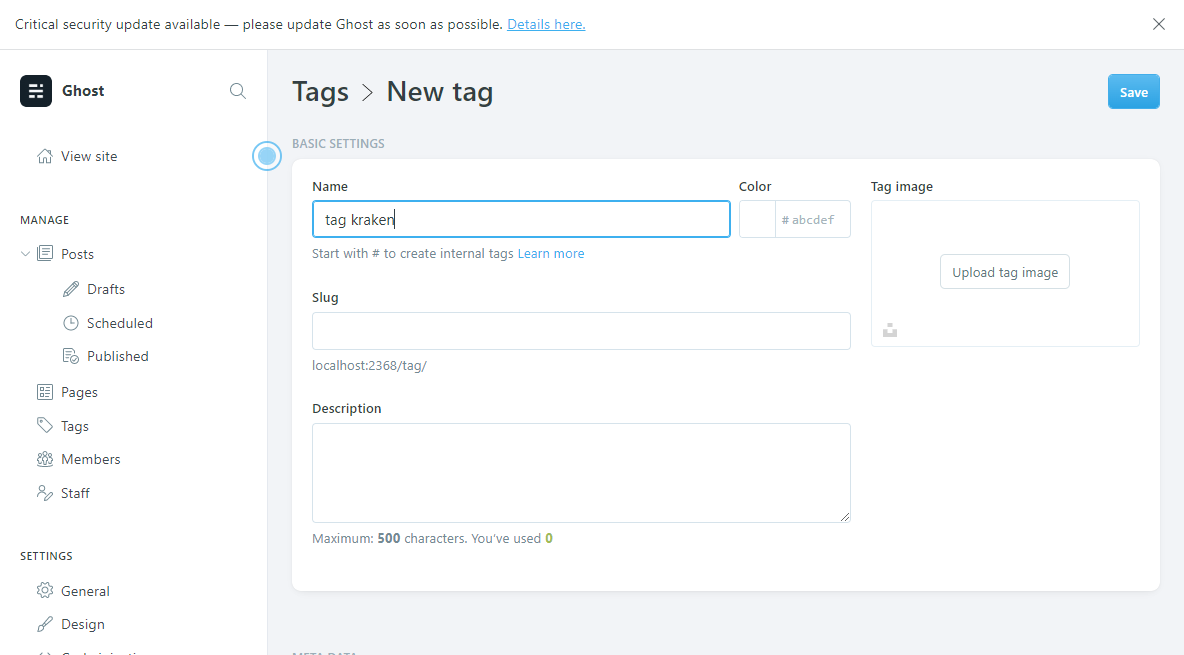 Critical security update available — please update Ghost as soon as possible. Details here.
Ghost
View site
MANAGE
Posts
Drafts
Scheduled
Published
Pages
Tags
Members
Staff
SETTINGS
General
Design
Tags > New tag
Save
BASIC SETTINGS
Name
tag kraken
Start with # to create internal tags Learn more
Color
# abcdef
Tag image
Upload tag image
Slug
localhost:2368/tag/
Description
Maximum: 500 characters. You've used 0
META DATA